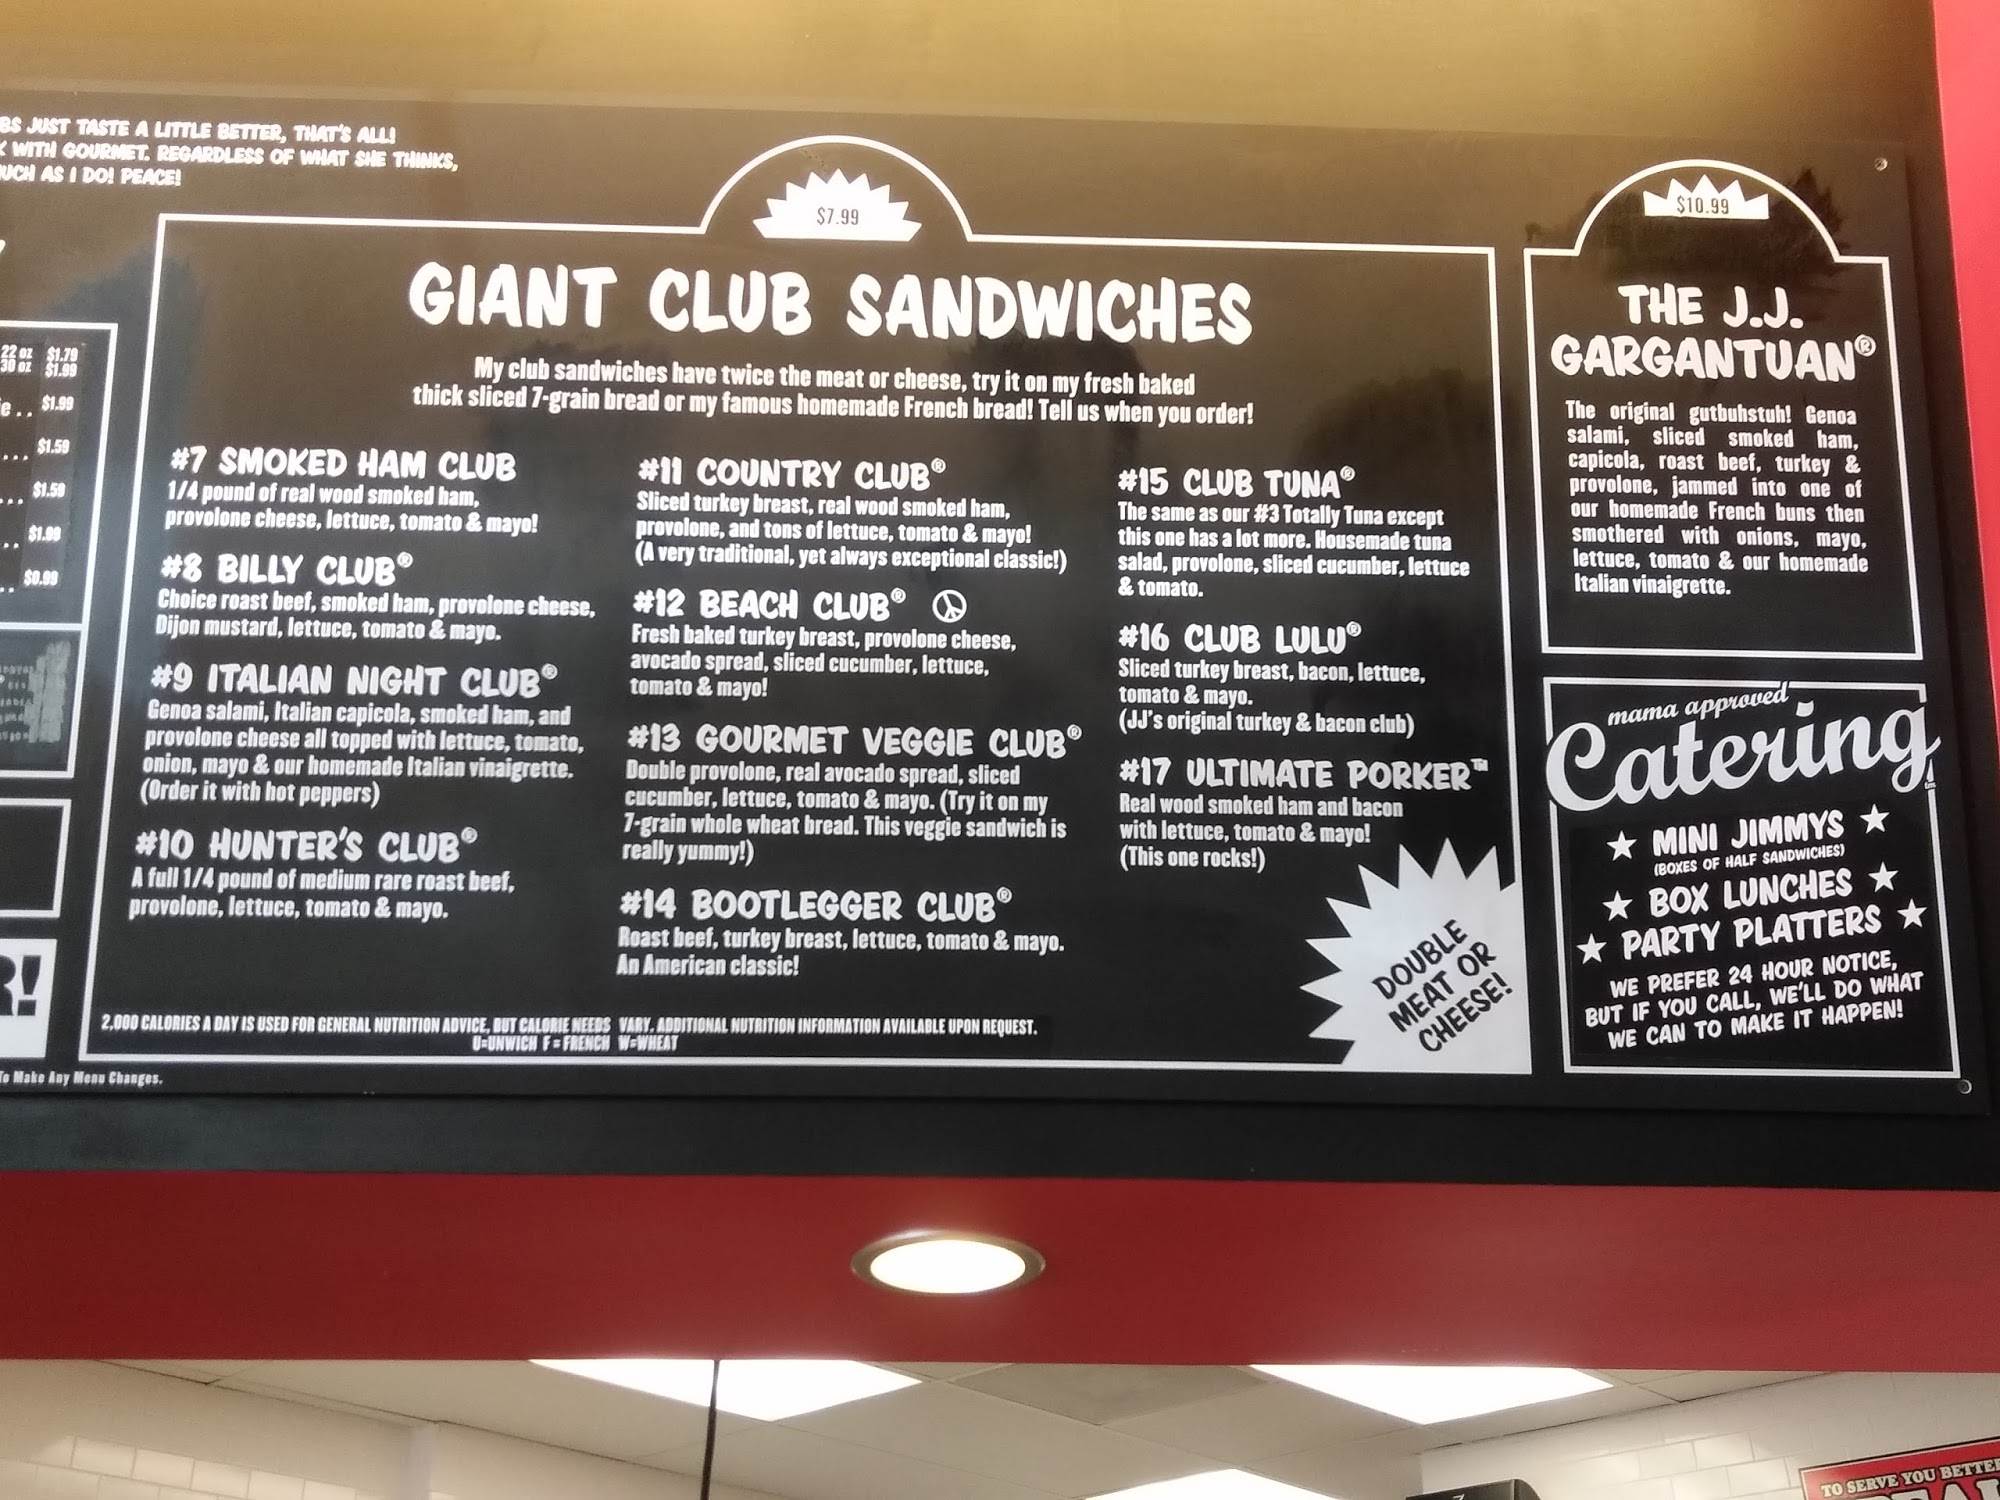 BS JUST TASTE A LITTLE BETTER, THAT'S ALL!
WITH GOURMET. REGARDLESS OF WHAT SHE THINKS,
UCH AS I DO! PEACE!
22 oz $1.79
30 oz $1.99
e . . $1.99
. . . . $1.59
. . . $1.59
. . $1.99
. . $0.99
R!
To Make Any Menu Changes.
$7.99
GIANT CLUB SANDWICHES
My club sandwiches have twice the meat or cheese, try it on my fresh baked
thick sliced 7-grain bread or my famous homemade French bread! Tell us when you order!
#7 SMOKED HAM CLUB
1/4 pound of real wood smoked ham,
provolone cheese, lettuce, tomato & mayo!
#8 BILLY CLUB®
Choice roast beef, smoked ham, provolone cheese,
Dijon mustard, lettuce, tomato & mayo.
#9 ITALIAN NIGHT CLUB®
Genoa salami, Italian capicola, smoked ham, and
provolone cheese all topped with lettuce, tomato,
onion, mayo & our homemade Italian vinaigrette.
(Order it with hot peppers)
#10 HUNTER'S CLUB®
A full 1/4 pound of medium rare roast beef,
provolone, lettuce, tomato & mayo.
#11 COUNTRY CLUB®
Sliced turkey breast, real wood smoked ham,
provolone, and tons of lettuce, tomato & mayo!
(A very traditional, yet always exceptional classic!)
#12 BEACH CLUB®
Fresh baked turkey breast, provolone cheese,
avocado spread, sliced cucumber, lettuce,
tomato & mayo!
#13 GOURMET VEGGIE CLUB®
Double provolone, real avocado spread, sliced
cucumber, lettuce, tomato & mayo. (Try it on my
7-grain whole wheat bread. This veggie sandwich is
really yummy!)
#14 BOOTLEGGER CLUB®
Roast beef, turkey breast, lettuce, tomato & mayo.
An American classic!
#15 CLUB TUNA®
The same as our #3 Totally Tuna except
this one has a lot more. Housemade tuna
salad, provolone, sliced cucumber, lettuce
& tomato.
#16 CLUB LULU®
Sliced turkey breast, bacon, lettuce,
tomato & mayo.
(JJ's original turkey & bacon club)
#17 ULTIMATE PORKER™
Real wood smoked ham and bacon
with lettuce, tomato & mayo!
(This one rocks!)
DOUBLE
MEAT OR
CHEESE!
2,000 CALORIES A DAY IS USED FOR GENERAL NUTRITION ADVICE, BUT CALORIE NEEDS VARY. ADDITIONAL NUTRITION INFORMATION AVAILABLE UPON REQUEST.
U=UNWICH F = FRENCH W=WHEAT
$10.99
THE J.J.
GARGANTUAN®
The original gutbuhstuh! Genoa
salami, sliced smoked ham,
capicola, roast beef, turkey &
provolone, jammed into one of
our homemade French buns then
smothered with onions, mayo,
lettuce, tomato & our homemade
Italian vinaigrette.
mama approved
Catering
★ MINI JIMMYS ★
(BOXES OF HALF SANDWICHES)
★ BOX LUNCHES ★
★ PARTY PLATTERS ★
WE PREFER 24 HOUR NOTICE,
BUT IF YOU CALL, WE'LL DO WHAT
WE CAN TO MAKE IT HAPPEN!
TO SERVE YOU BETTE